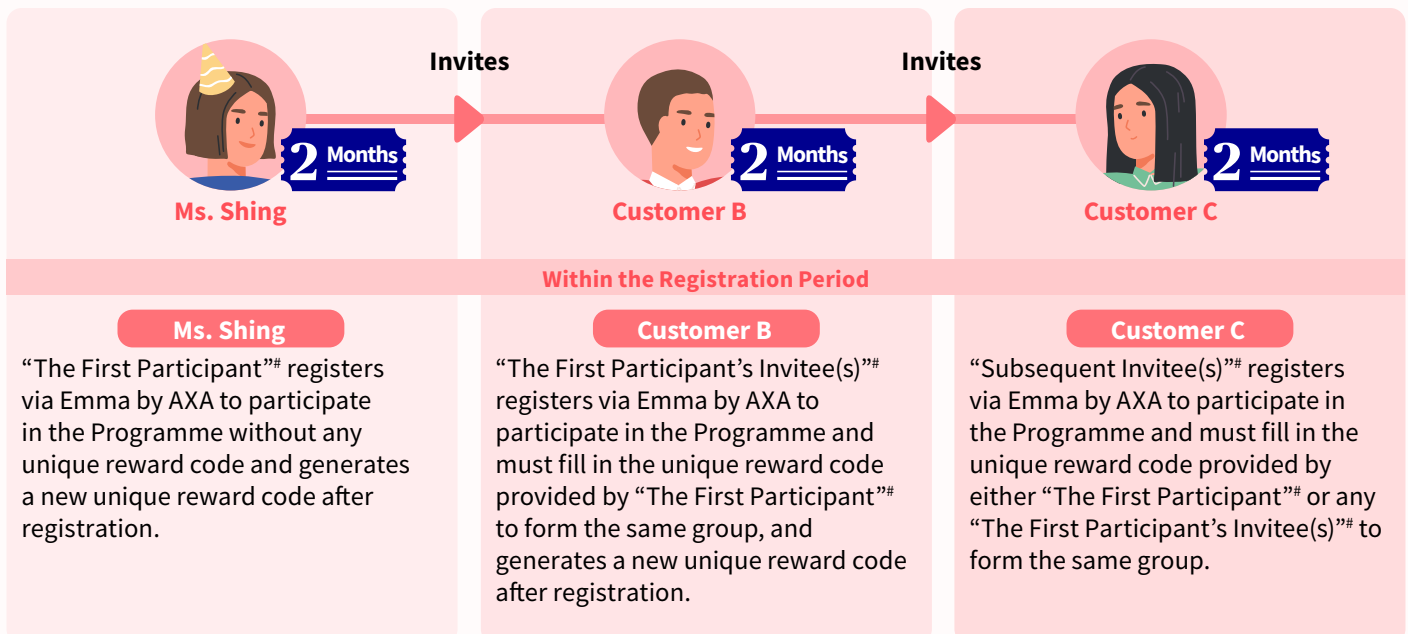 Invites
Invites
2 Months
2 Months
2 Months
Ms. Shing
Customer B
Customer C
Within the Registration Period
Ms. Shing
“The First Participant”# registers
via Emma by AXA to participate
in the Programme without any
unique reward code and generates
a new unique reward code after
registration.
Customer B
“The First Participant’s Invitee(s)”#
registers via Emma by AXA to
participate in the Programme and
must fill in the unique reward code
provided by “The First Participant”#
to form the same group, and
generates a new unique reward code
after registration.
Customer C
“Subsequent Invitee(s)”# registers
via Emma by AXA to participate in
the Programme and must fill in the
unique reward code provided by
either “The First Participant”# or any
“The First Participant’s Invitee(s)”# to
form the same group.